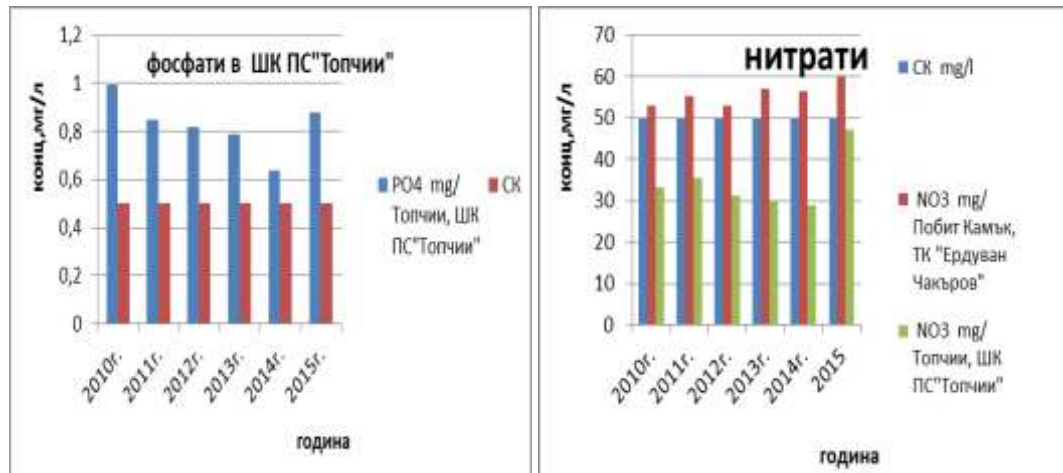 фосфати в ШК ПС"Топчии"
конц,мг/л
1,2
1
0,8
0,6
0,4
0,2
0
2010г.
2011г.
2012г.
2013г.
2014г.
2015г.
година
PO4 mg/
Топчии, ШК
ПС"Топчии"
СК
нитрати
конц,мг/л
70
60
50
40
30
20
10
0
2010г.
2011г.
2012г.
2013г.
2014г.
2015
година
СК mg/l
NO3 mg/
Побит Камък,
ТК "Ердуван
Чакъров"
NO3 mg/
Топчии, ШК
ПС"Топчии"